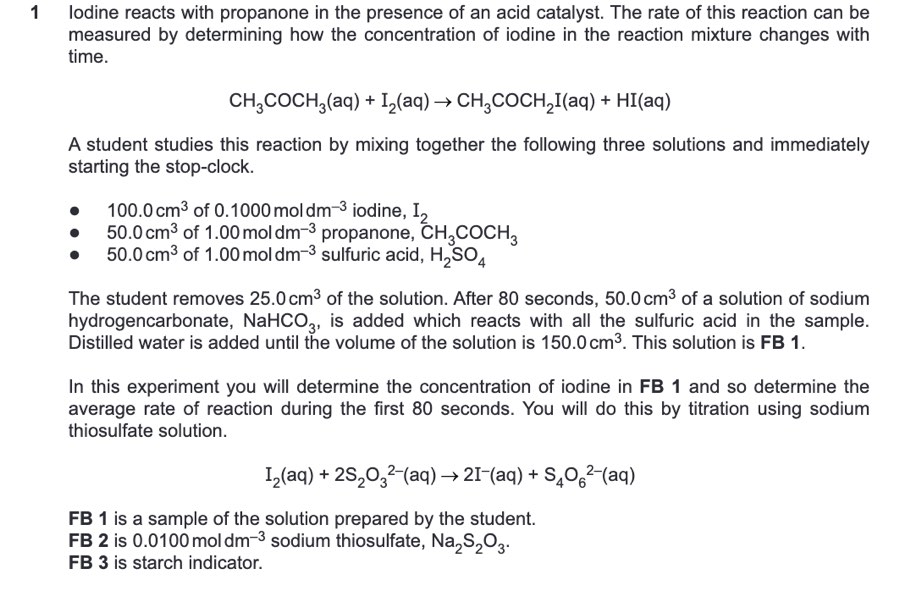 1 Iodine reacts with propanone in the presence of an acid catalyst. The rate of this reaction can be
measured by determining how the concentration of iodine in the reaction mixture changes with
time.
CH₃COCH₃(aq) + I₂(aq) → CH₃COCH₂I(aq) + HI(aq)
A student studies this reaction by mixing together the following three solutions and immediately
starting the stop-clock.
● 100.0 cm³ of 0.1000 mol dm⁻³ iodine, I₂
● 50.0 cm³ of 1.00 mol dm⁻³ propanone, CH₃COCH₃
● 50.0 cm³ of 1.00 mol dm⁻³ sulfuric acid, H₂SO₄
The student removes 25.0 cm³ of the solution. After 80 seconds, 50.0 cm³ of a solution of sodium
hydrogencarbonate, NaHCO₃, is added which reacts with all the sulfuric acid in the sample.
Distilled water is added until the volume of the solution is 150.0 cm³. This solution is FB 1.
In this experiment you will determine the concentration of iodine in FB 1 and so determine the
average rate of reaction during the first 80 seconds. You will do this by titration using sodium
thiosulfate solution.
I₂(aq) + 2S₂O₃²⁻(aq) → 2I⁻(aq) + S₄O₆²⁻(aq)
FB 1 is a sample of the solution prepared by the student.
FB 2 is 0.0100 mol dm⁻³ sodium thiosulfate, Na₂S₂O₃.
FB 3 is starch indicator.